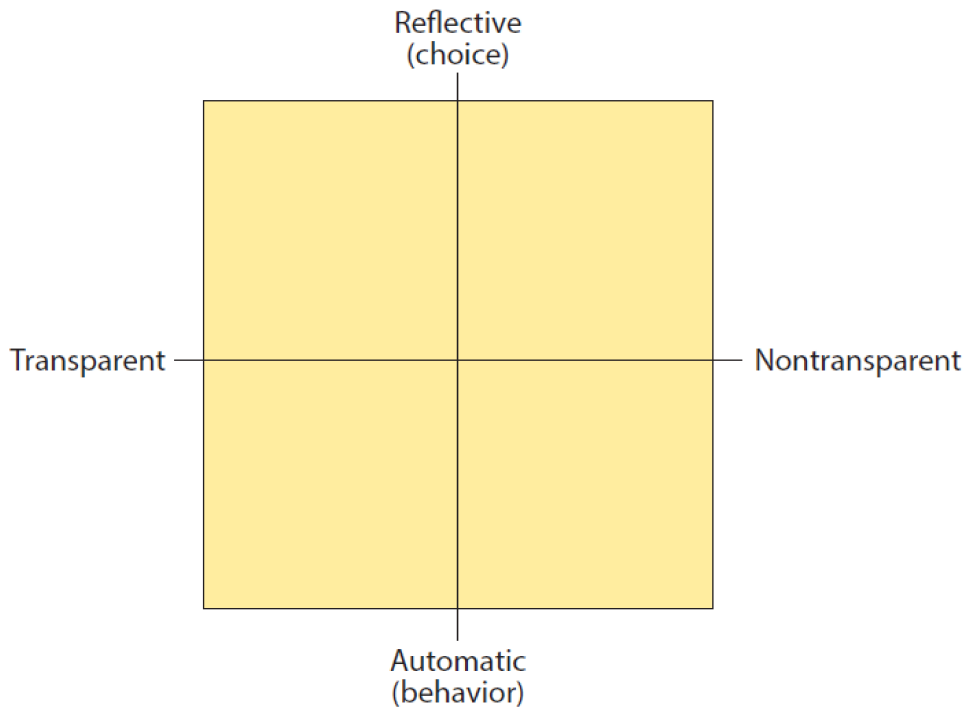 Reflective
(choice)
Transparent
Nontransparent
Automatic
(behavior)